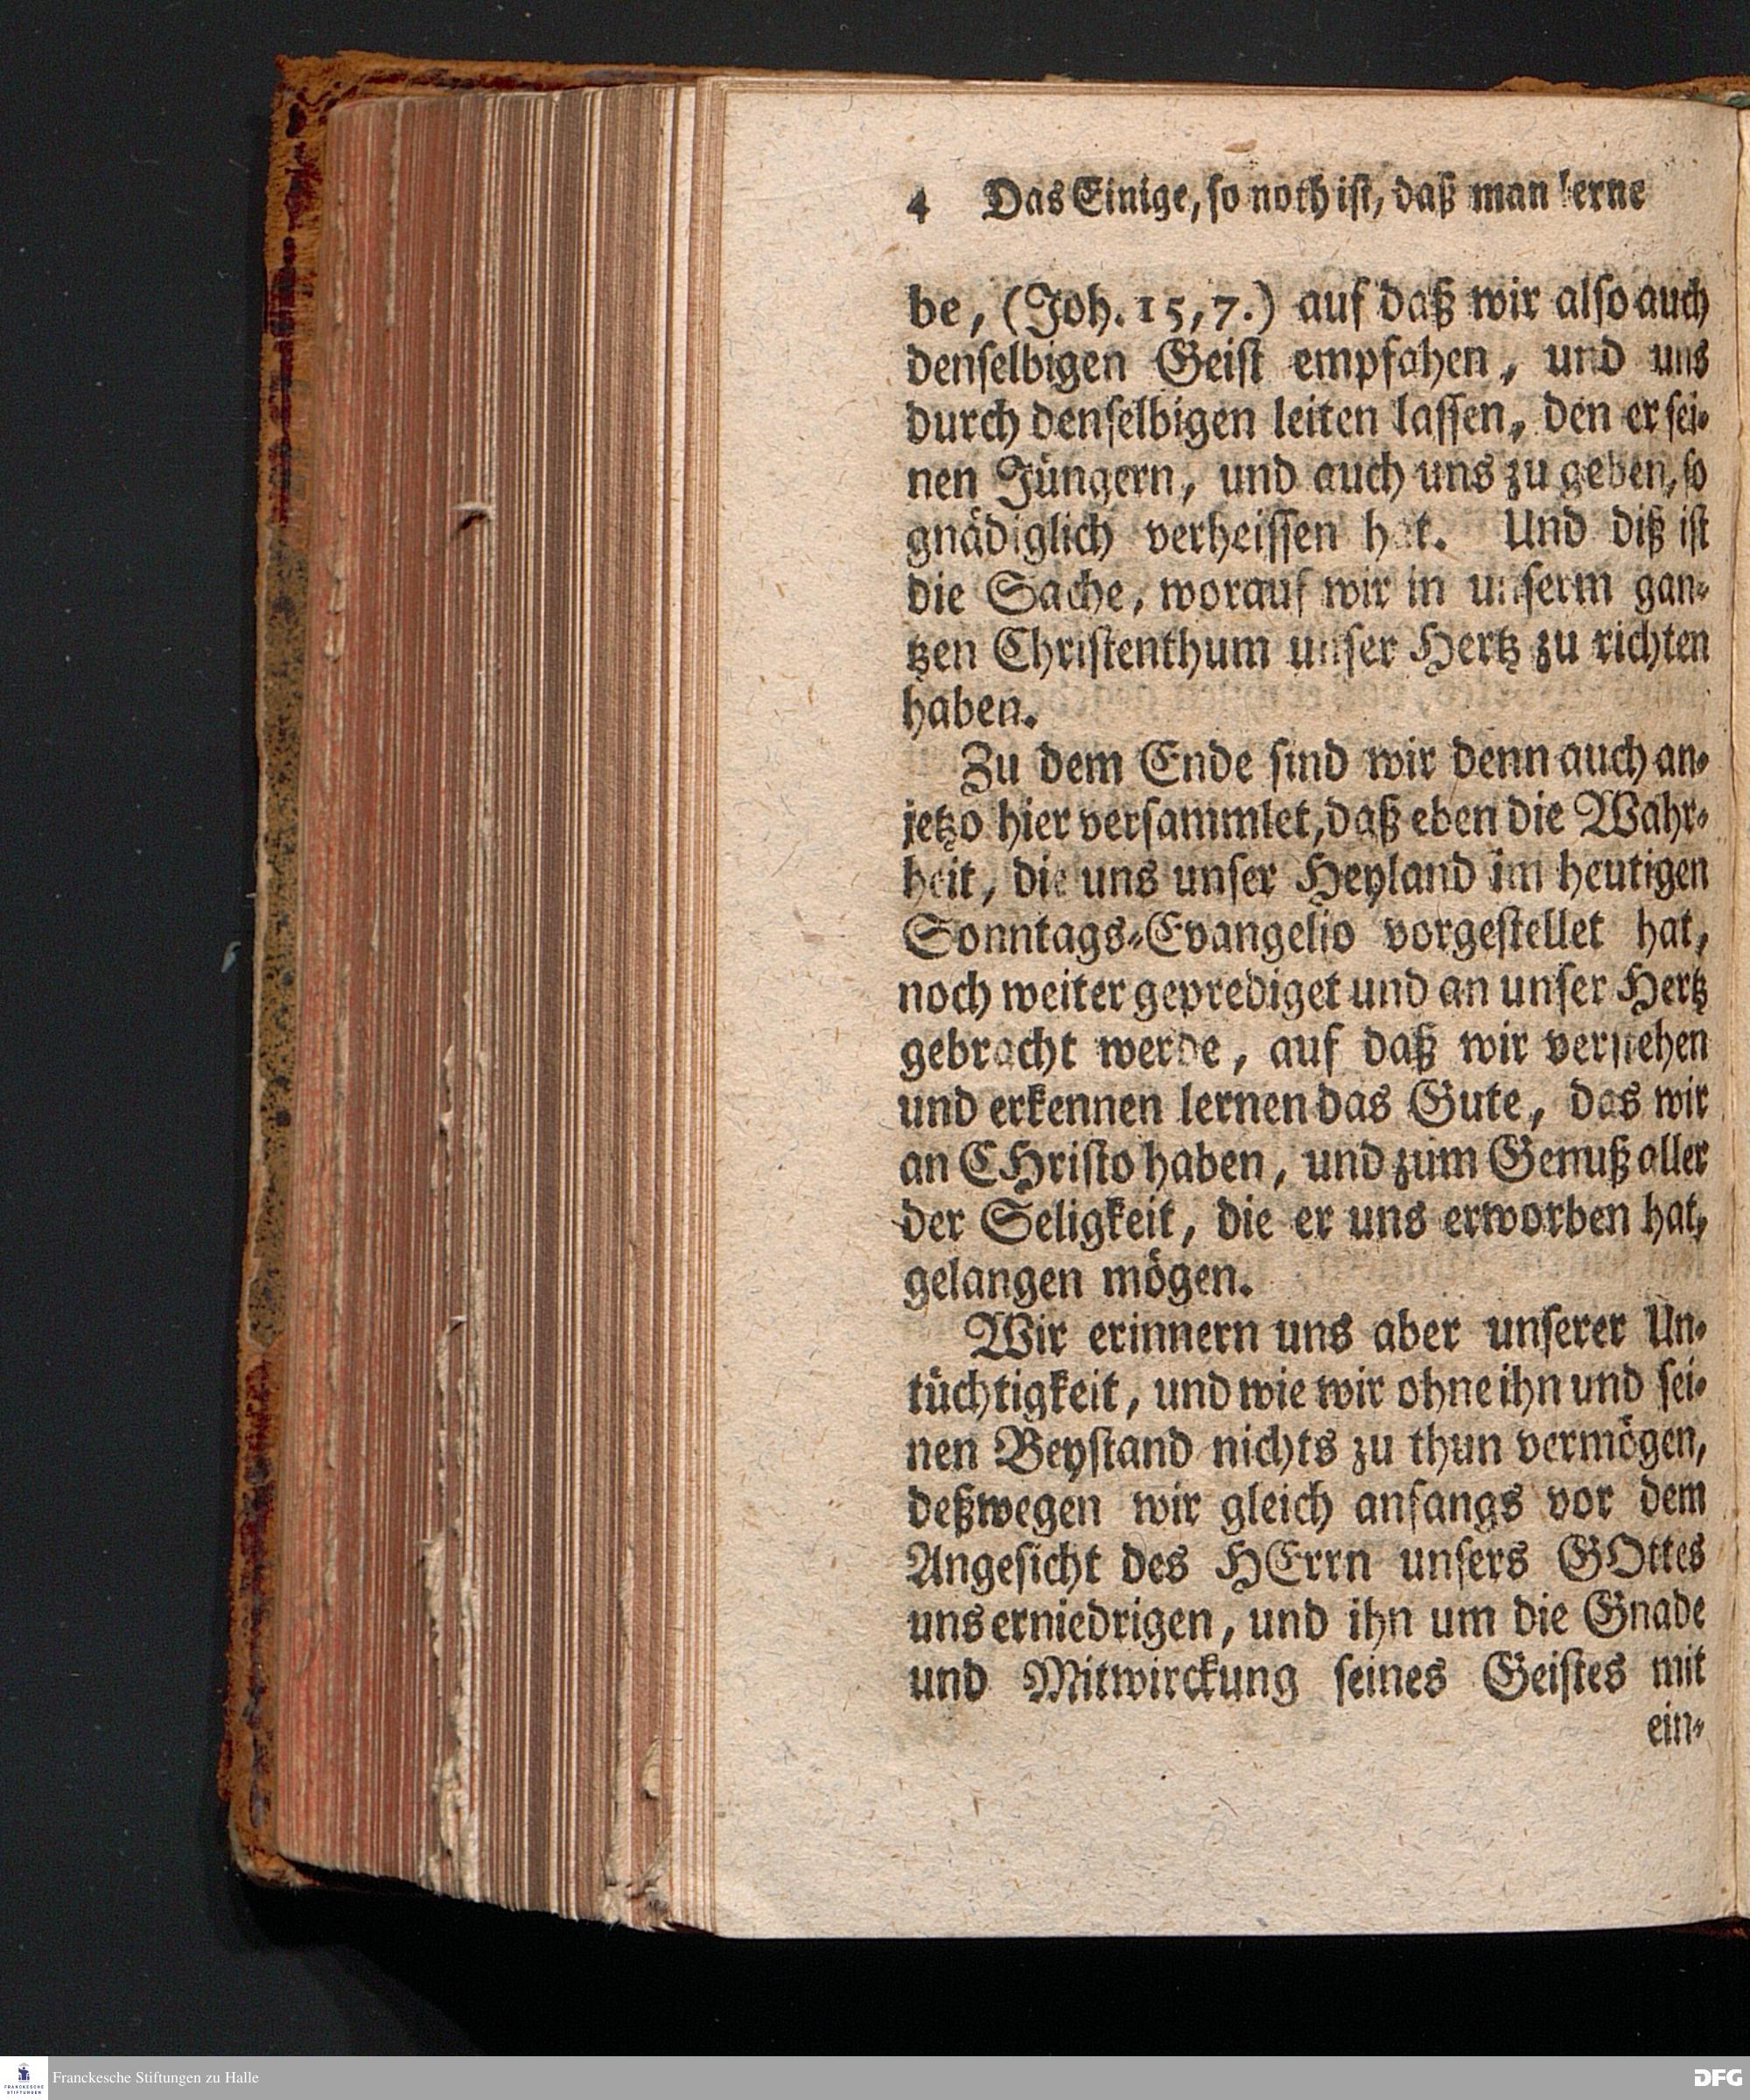 4 Das Einige, so noth ist, daß man lerne
be, (Joh. 15, 7.) auf daß wir also auch
denselbigen Geist empfahen, und uns
durch denselbigen leiten lassen, den er sei-
nen Jüngern, und auch uns zu geben, so
gnädiglich verheissen hat. Und diß ist
die Sache, worauf wir in unserm gan-
tzen Christenthum unser Hertz zu richten
haben.
Zu dem Ende sind wir denn auch an-
jetzo hier versammlet, daß eben die Wahr-
heit, die uns unser Heyland im heutigen
Sonntags-Evangelio vorgestellet hat,
noch weiter geprediget und an unser Hertz
gebracht werde, auf daß wir verstehen
und erkennen lernen das Gute, das wir
an CHristo haben, und zum Genuß aller
der Seligkeit, die er uns erworben hat,
gelangen mögen.
Wir erinnern uns aber unserer Un-
tüchtigkeit, und wie wir ohne ihn und sei-
nen Beystand nichts zu thun vermögen,
deßwegen wir gleich anfangs vor dem
Angesicht des HErrn unsers GOttes
uns erniedrigen, und ihn um die Gnade
und Mitwirckung seines Geistes mit
ein-
FRANCKESCHE
STIFTUNGEN
Franckesche Stiftungen zu Halle
DFG